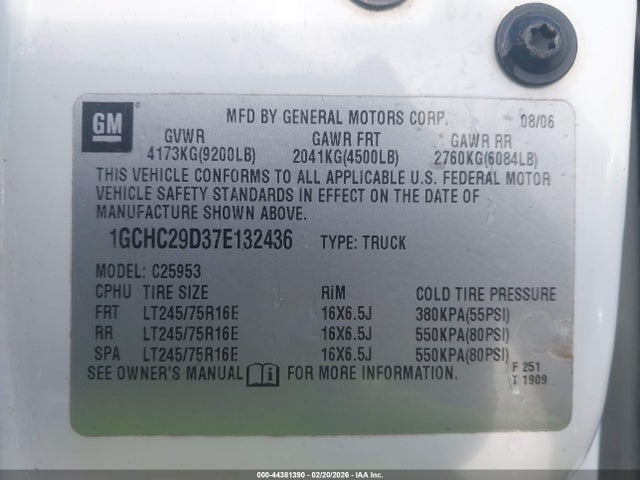 GM
MFD BY GENERAL MOTORS CORP. 08/06
GVWR GAWR FRT GAWR RR
4173KG(9200LB) 2041KG(4500LB) 2760KG(6084LB)
THIS VEHICLE CONFORMS TO ALL APPLICABLE U.S. FEDERAL MOTOR
VEHICLE SAFETY STANDARDS IN EFFECT ON THE DATE OF
MANUFACTURE SHOWN ABOVE.
1GCHC29D37E132436 TYPE: TRUCK
MODEL: C25953
CPHU TIRE SIZE RiM COLD TIRE PRESSURE
FRT LT245/75R16E 16X6.5J 380KPA(55PSI)
RR LT245/75R16E 16X6.5J 550KPA(80PSI)
SPA LT245/75R16E 16X6.5J 550KPA(80PSI)
SEE OWNER'S MANUAL FOR MORE INFORMATION.
F 251
T 1909
000-44381390 - 02/20/2026 - IAA Inc.